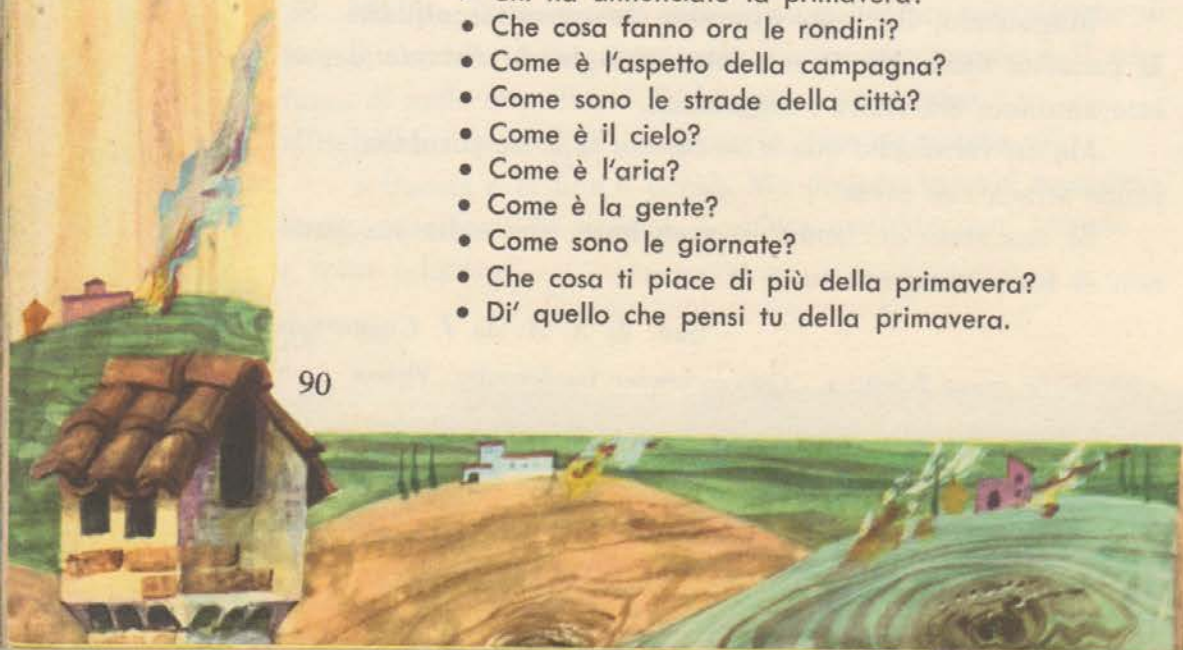 la primavera?
• Che cosa fanno ora le rondini?
• Come è l'aspetto della campagna?
• Come sono le strade della città?
• Come è il cielo?
• Come è l'aria?
• Come è la gente?
• Come sono le giornate?
• Che cosa ti piace di più della primavera?
• Di' quello che pensi tu della primavera.
90